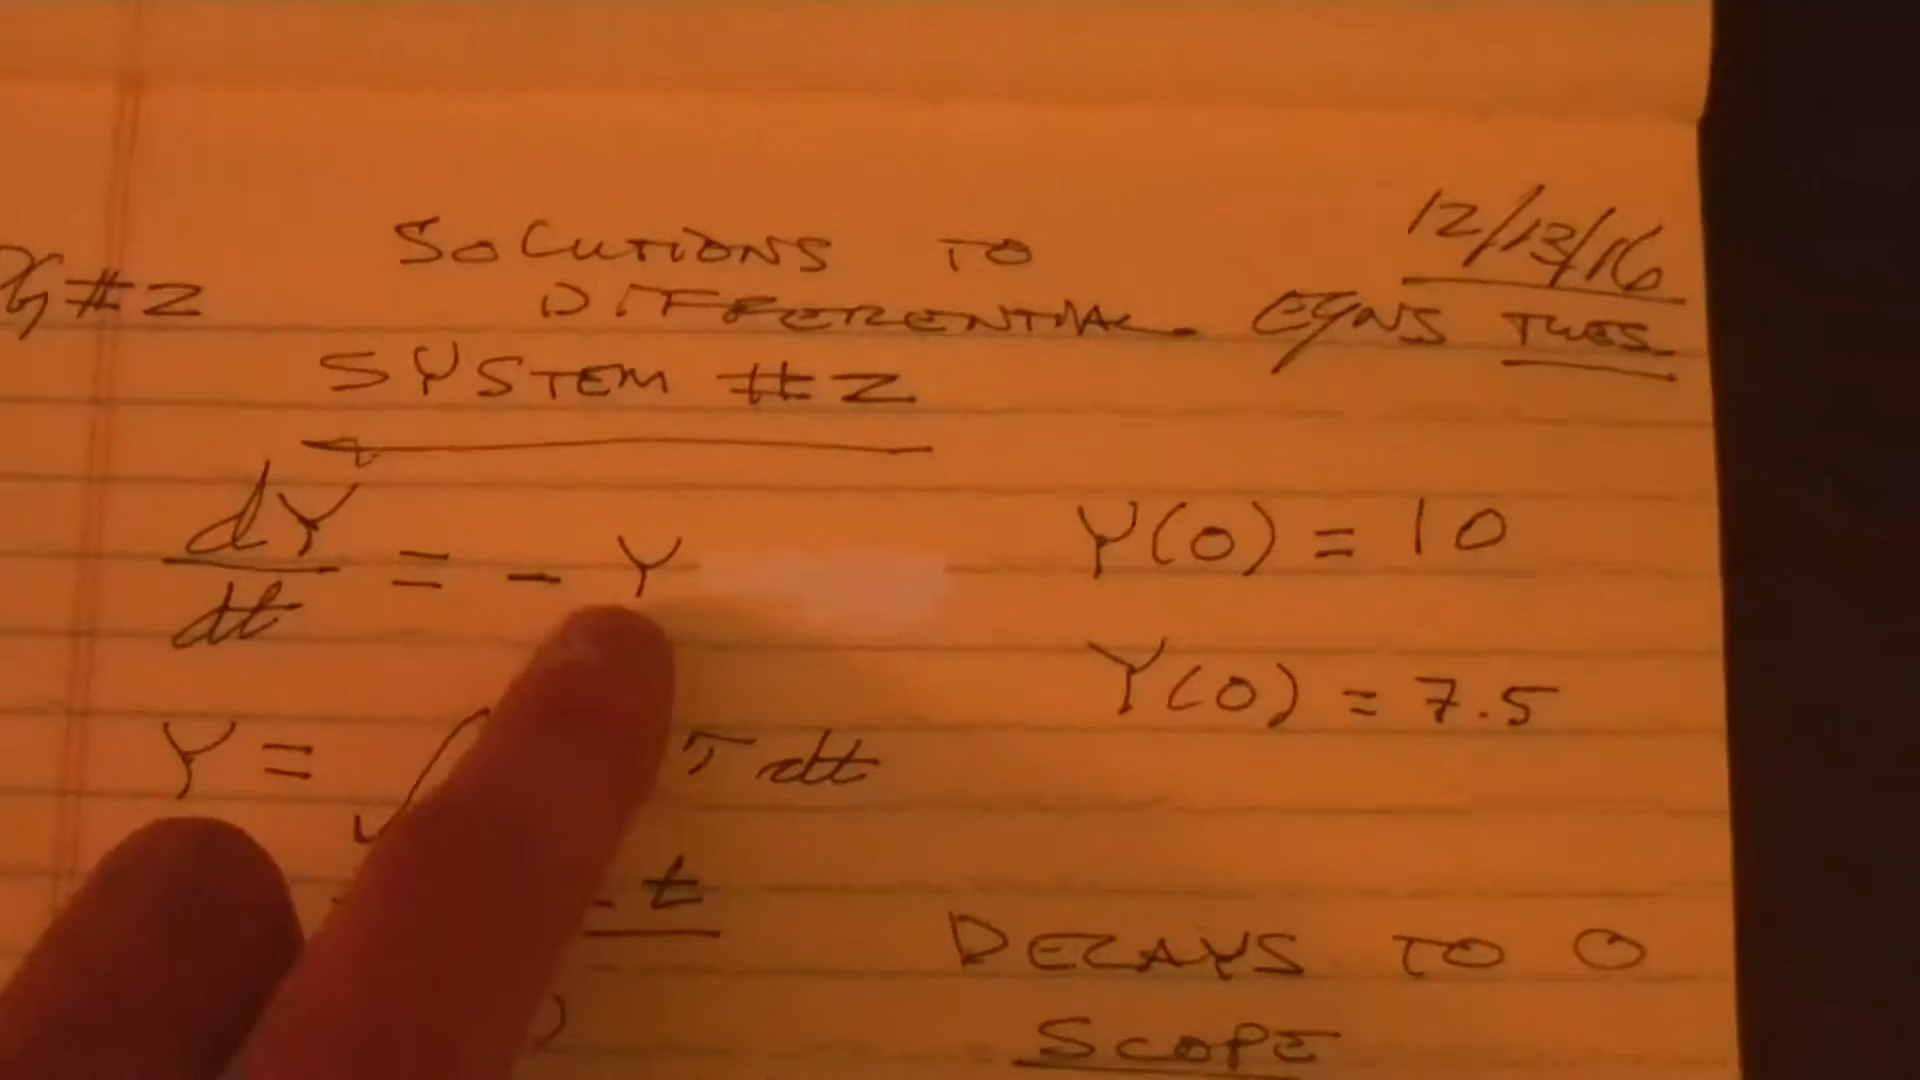 Pg #2
SOLUTIONS TO
DIFFERENTIAL EQNS
12/13/16
TUES
SYSTEM #2
dY/dt = - Y
Y(0) = 10
Y(0) = 7.5
Y = ∫ dt
t
DECAYS TO 0
SCOPE